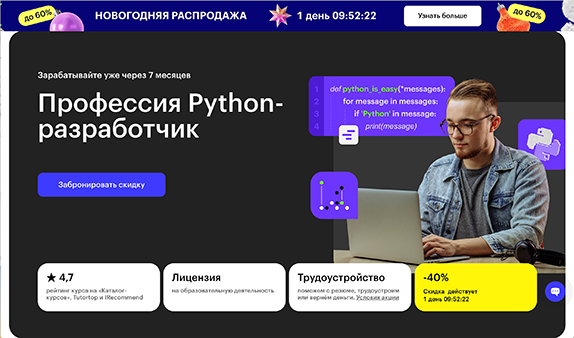 до 60%
НОВОГОДНЯЯ РАСПРОДАЖА
1 день 09:52:22
Узнать больше
до 60%
Зарабатывайте уже через 7 месяцев
Профессия Python-
разработчик
Забронировать скидку
1 def python_is_easy(*messages):
2 for message in messages:
3 if 'Python' in message:
4 print(message)
★ 4,7
рейтинг курса на «Каталог-
курсов», Tutortop и iRecommend
Лицензия
на образовательную деятельность
Трудоустройство
поможем с резюме, трудоустроим
или вернём деньги. Условия акции
-40%
Скидка действует
1 день 09:52:22